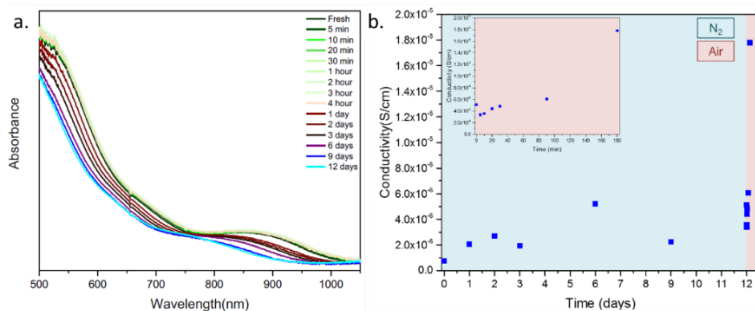 a.
Absorbance
500
600
700
800
900
1000
Wavelength(nm)
Fresh
5 min
10 min
20 min
30 min
1 hour
2 hour
3 hour
4 hour
1 day
2 days
3 days
6 days
9 days
12 days
b.
Conductivity(S/cm)
2.0x10⁻⁵
1.8x10⁻⁵
1.6x10⁻⁵
1.4x10⁻⁵
1.2x10⁻⁵
1.0x10⁻⁵
8.0x10⁻⁶
6.0x10⁻⁶
4.0x10⁻⁶
2.0x10⁻⁶
0.0
0 1 2 3 4 5 6 7 8 9 10 11 12
Time (days)
N₂
Air
Conductivity (S/cm)
0 20 40 60 80 100 120 140 160 180
Time (min)